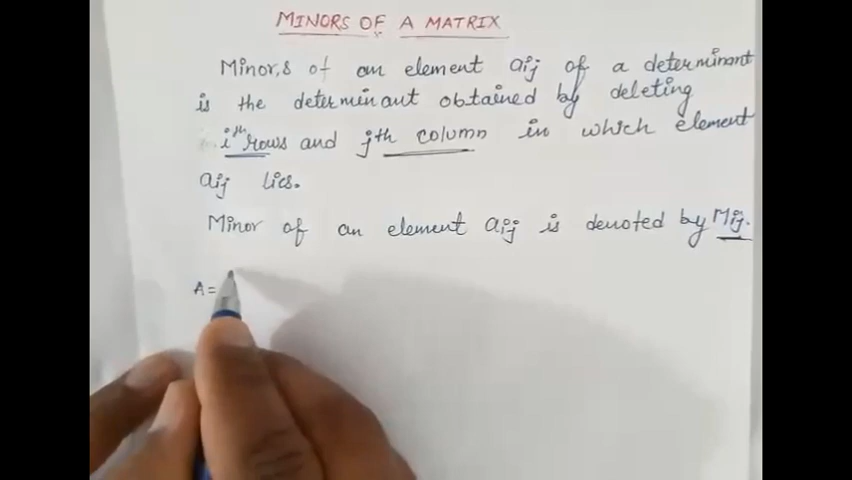 MINORS OF A MATRIX
Minor,s of an element aij of a determinant
is the determinant obtained by deleting
ith rows and jth column in which element
aij lies.
Minor of an element aij is denoted by Mij.
A=